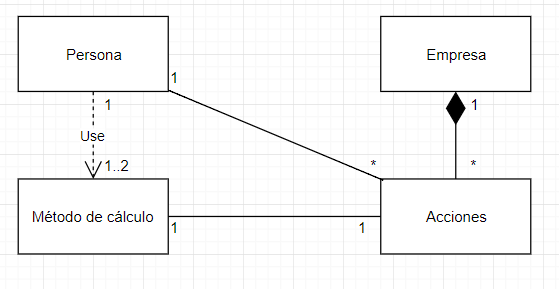 Persona
Empresa
1
1
1
Use
1..2
*
*
Método de cálculo
Acciones
1
1